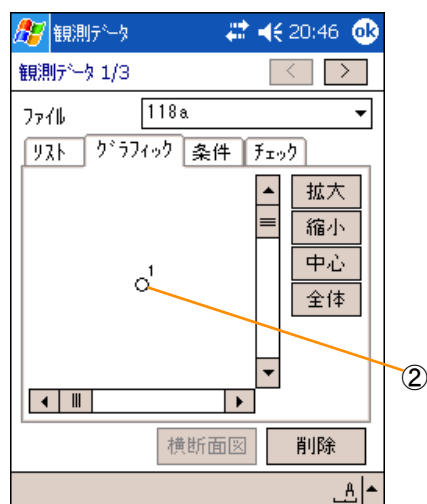 観測ﾃﾞｰﾀ 20:46 ok
観測ﾃﾞｰﾀ 1/3 < >
ﾌｧｲﾙ 118a
ﾘｽﾄ ｸﾞﾗﾌｨｯｸ 条件 ﾁｪｯｸ
拡大
縮小
中心
1
全体
②
横断面図 削除
A